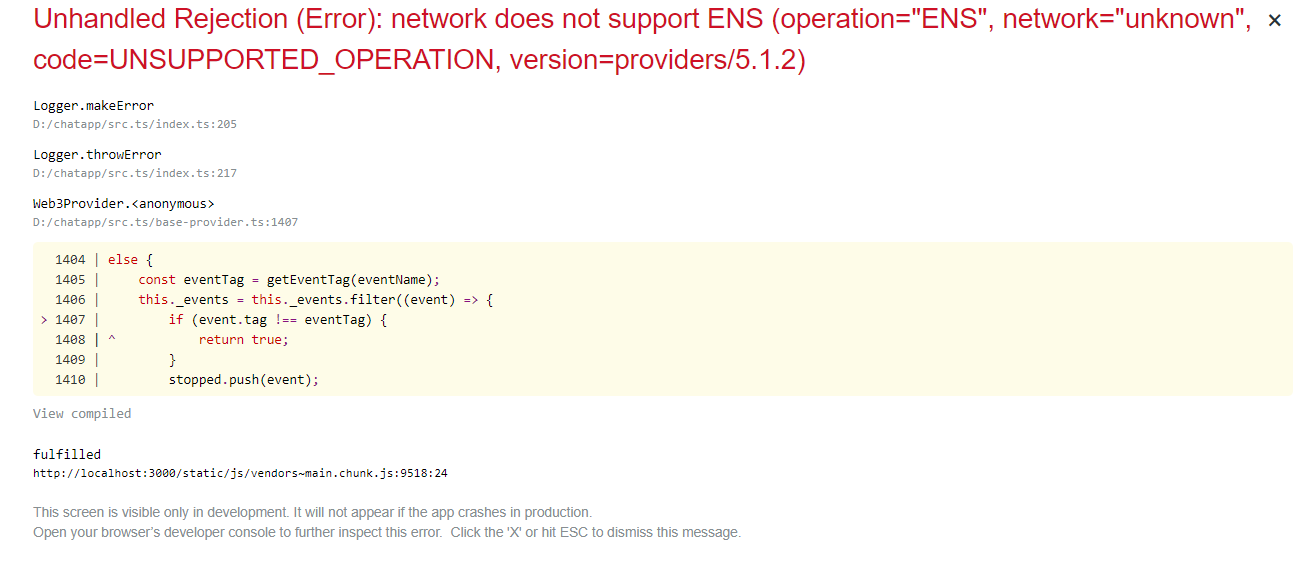 Unhandled Rejection (Error): network does not support ENS (operation="ENS", network="unknown", ×
code=UNSUPPORTED_OPERATION, version=providers/5.1.2)
Logger.makeError
D:/chatapp/src.ts/index.ts:205
Logger.throwError
D:/chatapp/src.ts/index.ts:217
Web3Provider.<anonymous>
D:/chatapp/src.ts/base-provider.ts:1407
1404 | else {
1405 |     const eventTag = getEventTag(eventName);
1406 |     this._events = this._events.filter((event) => {
> 1407 |         if (event.tag !== eventTag) {
1408 | ^           return true;
1409 |         }
1410 |         stopped.push(event);
View compiled
fulfilled
http://localhost:3000/static/js/vendors~main.chunk.js:9518:24
This screen is visible only in development. It will not appear if the app crashes in production.
Open your browser's developer console to further inspect this error.  Click the 'X' or hit ESC to dismiss this message.